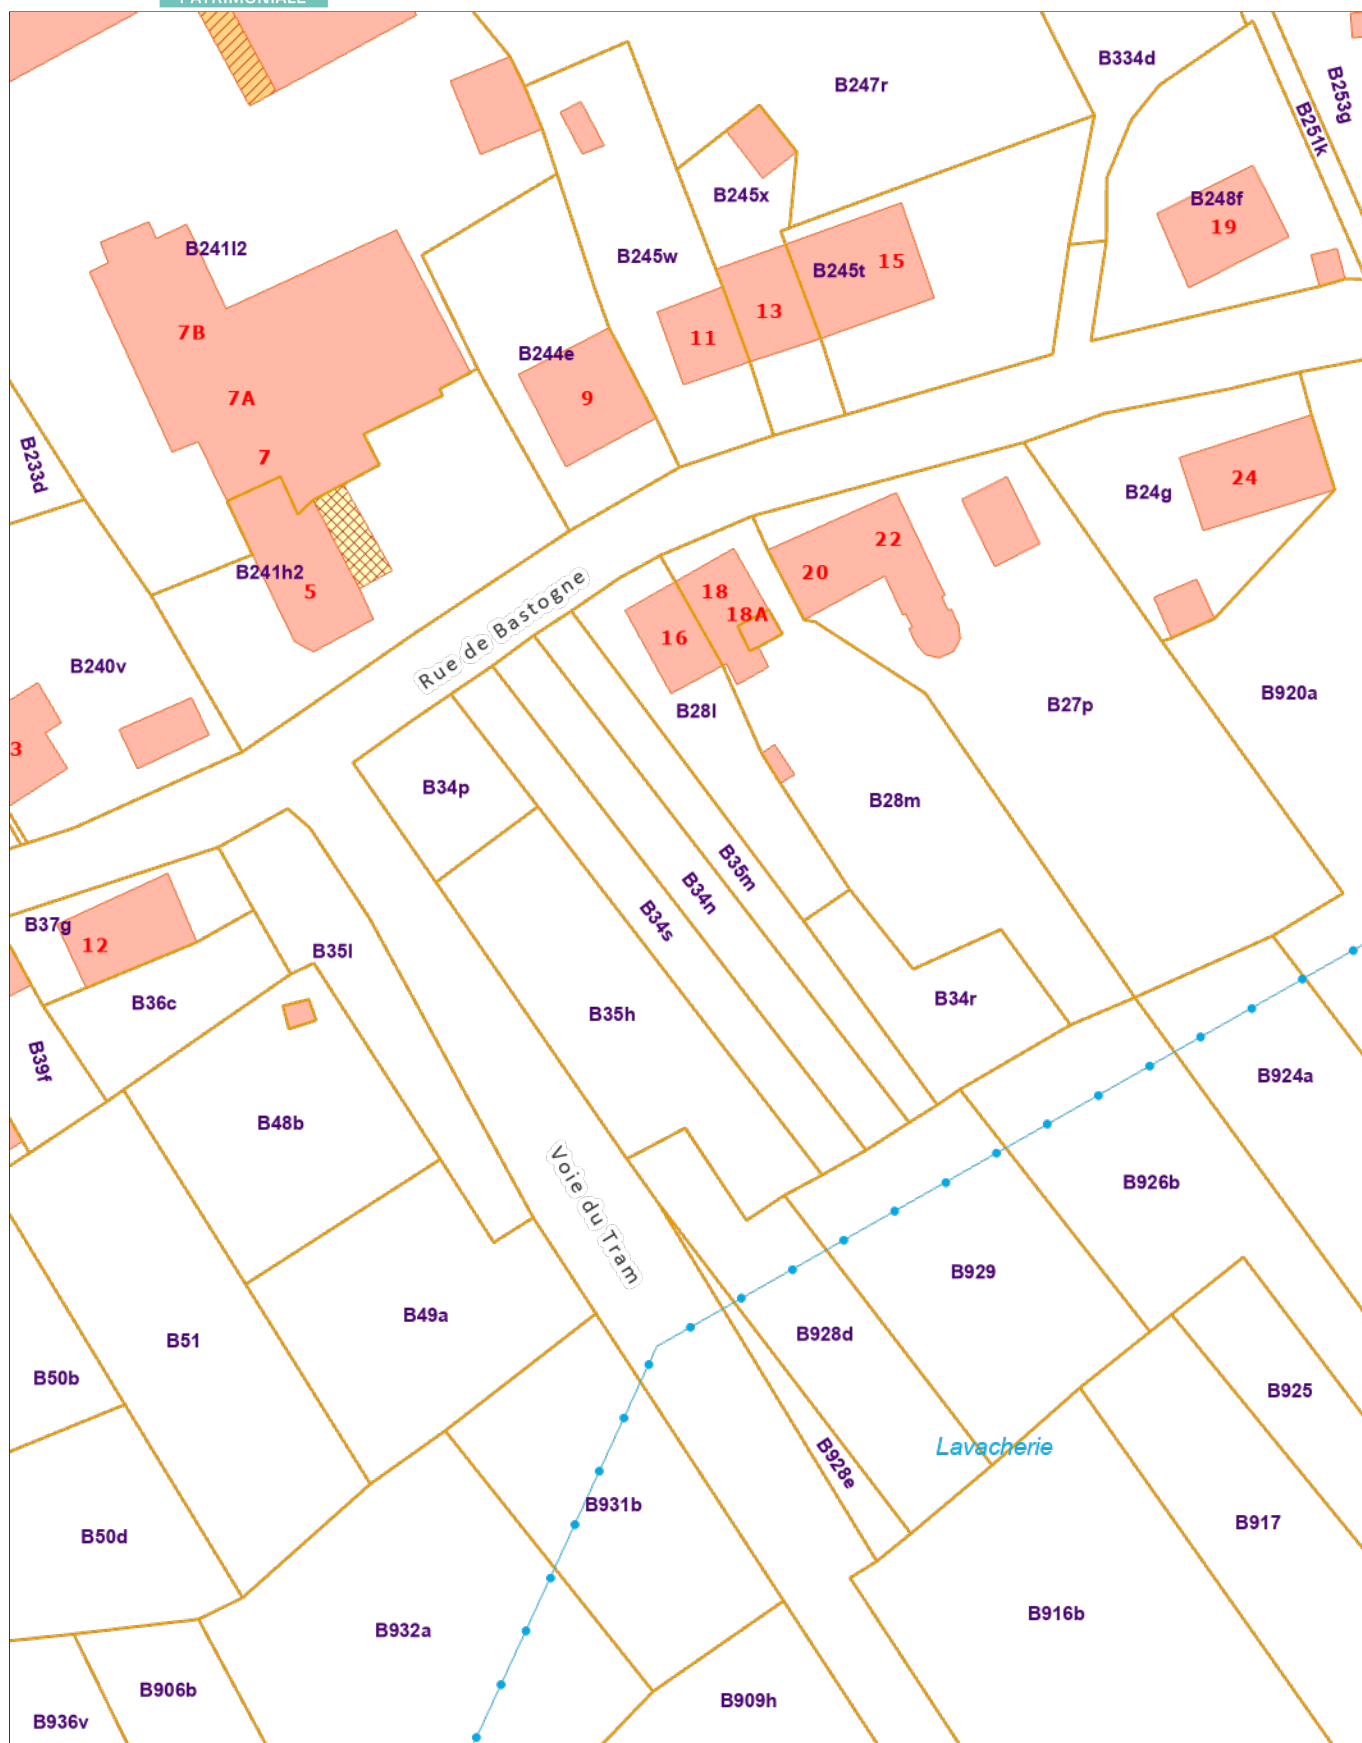 PATRIMONIALE
B334d
B247r
B253g
B251k
B245x
B248f
19
B241l2
B245w
B245t
15
13
11
7B
B244e
9
7A
7
B233d
B24g
24
22
20
B241h2
5
18
18A
16
Rue de Bastogne
B240v
3
B28l
B27p
B920a
B34p
B28m
B35m
B34n
B34s
B37g
12
B35l
B36c
B35h
B34r
B39f
B924a
B48b
B926b
Voie du Tram
B929
B49a
B928d
B51
B50b
B925
Lavacherie
B928e
B931b
B917
B50d
B916b
B932a
B906b
B909h
B936v